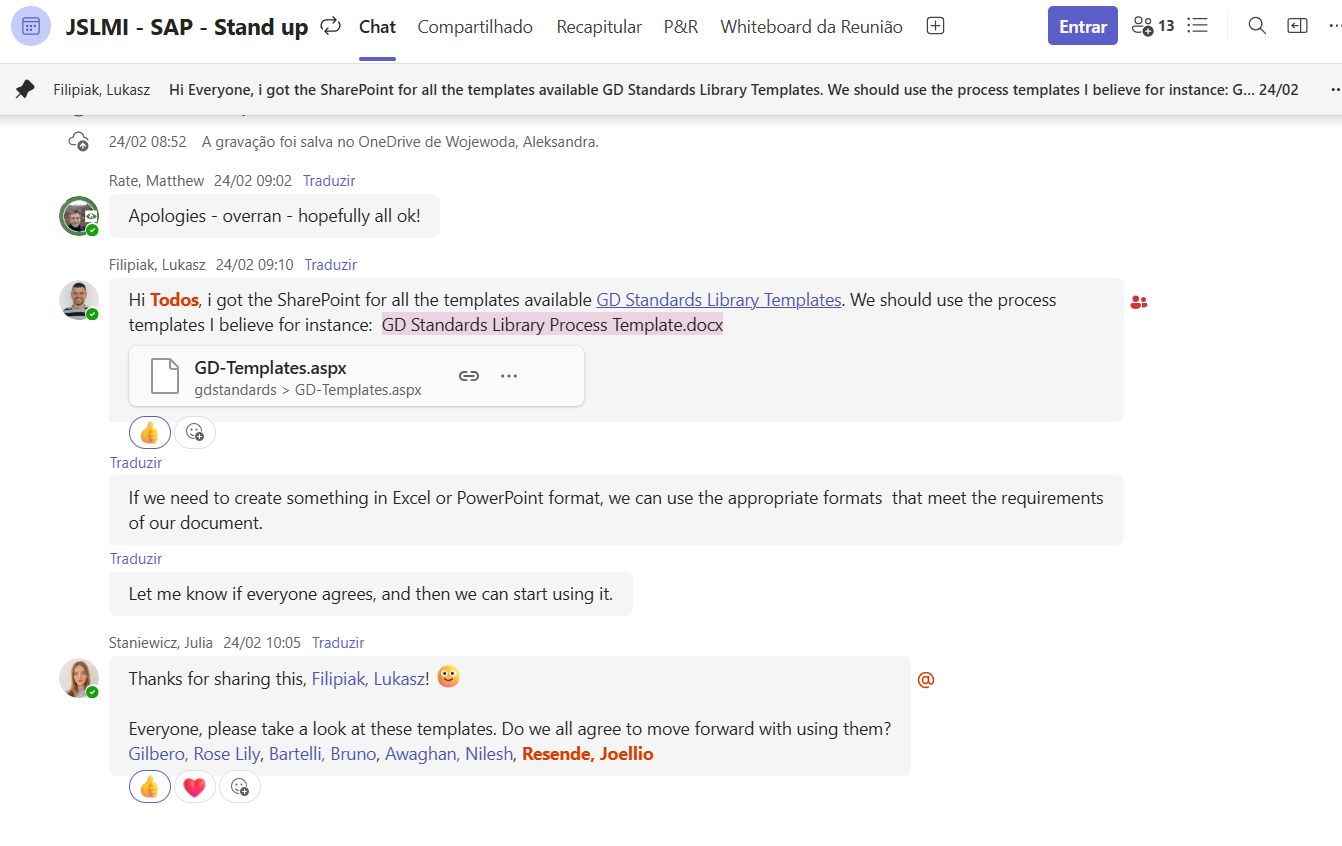 JSLMI - SAP - Stand up Chat Compartilhado Recapitular P&R Whiteboard da Reunião Entrar 13
Filipiak, Lukasz Hi Everyone, i got the SharePoint for all the templates available GD Standards Library Templates. We should use the process templates I believe for instance: G... 24/02
24/02 08:52 A gravação foi salva no OneDrive de Wojewoda, Aleksandra.
Rate, Matthew 24/02 09:02 Traduzir
Apologies - overran - hopefully all ok!
Filipiak, Lukasz 24/02 09:10 Traduzir
Hi Todos, i got the SharePoint for all the templates available GD Standards Library Templates. We should use the process
templates I believe for instance: GD Standards Library Process Template.docx
GD-Templates.aspx
gdstandards > GD-Templates.aspx
Traduzir
If we need to create something in Excel or PowerPoint format, we can use the appropriate formats that meet the requirements
of our document.
Traduzir
Let me know if everyone agrees, and then we can start using it.
Staniewicz, Julia 24/02 10:05 Traduzir
Thanks for sharing this, Filipiak, Lukasz!
Everyone, please take a look at these templates. Do we all agree to move forward with using them?
Gilbero, Rose Lily, Bartelli, Bruno, Awaghan, Nilesh, Resende, Joellio